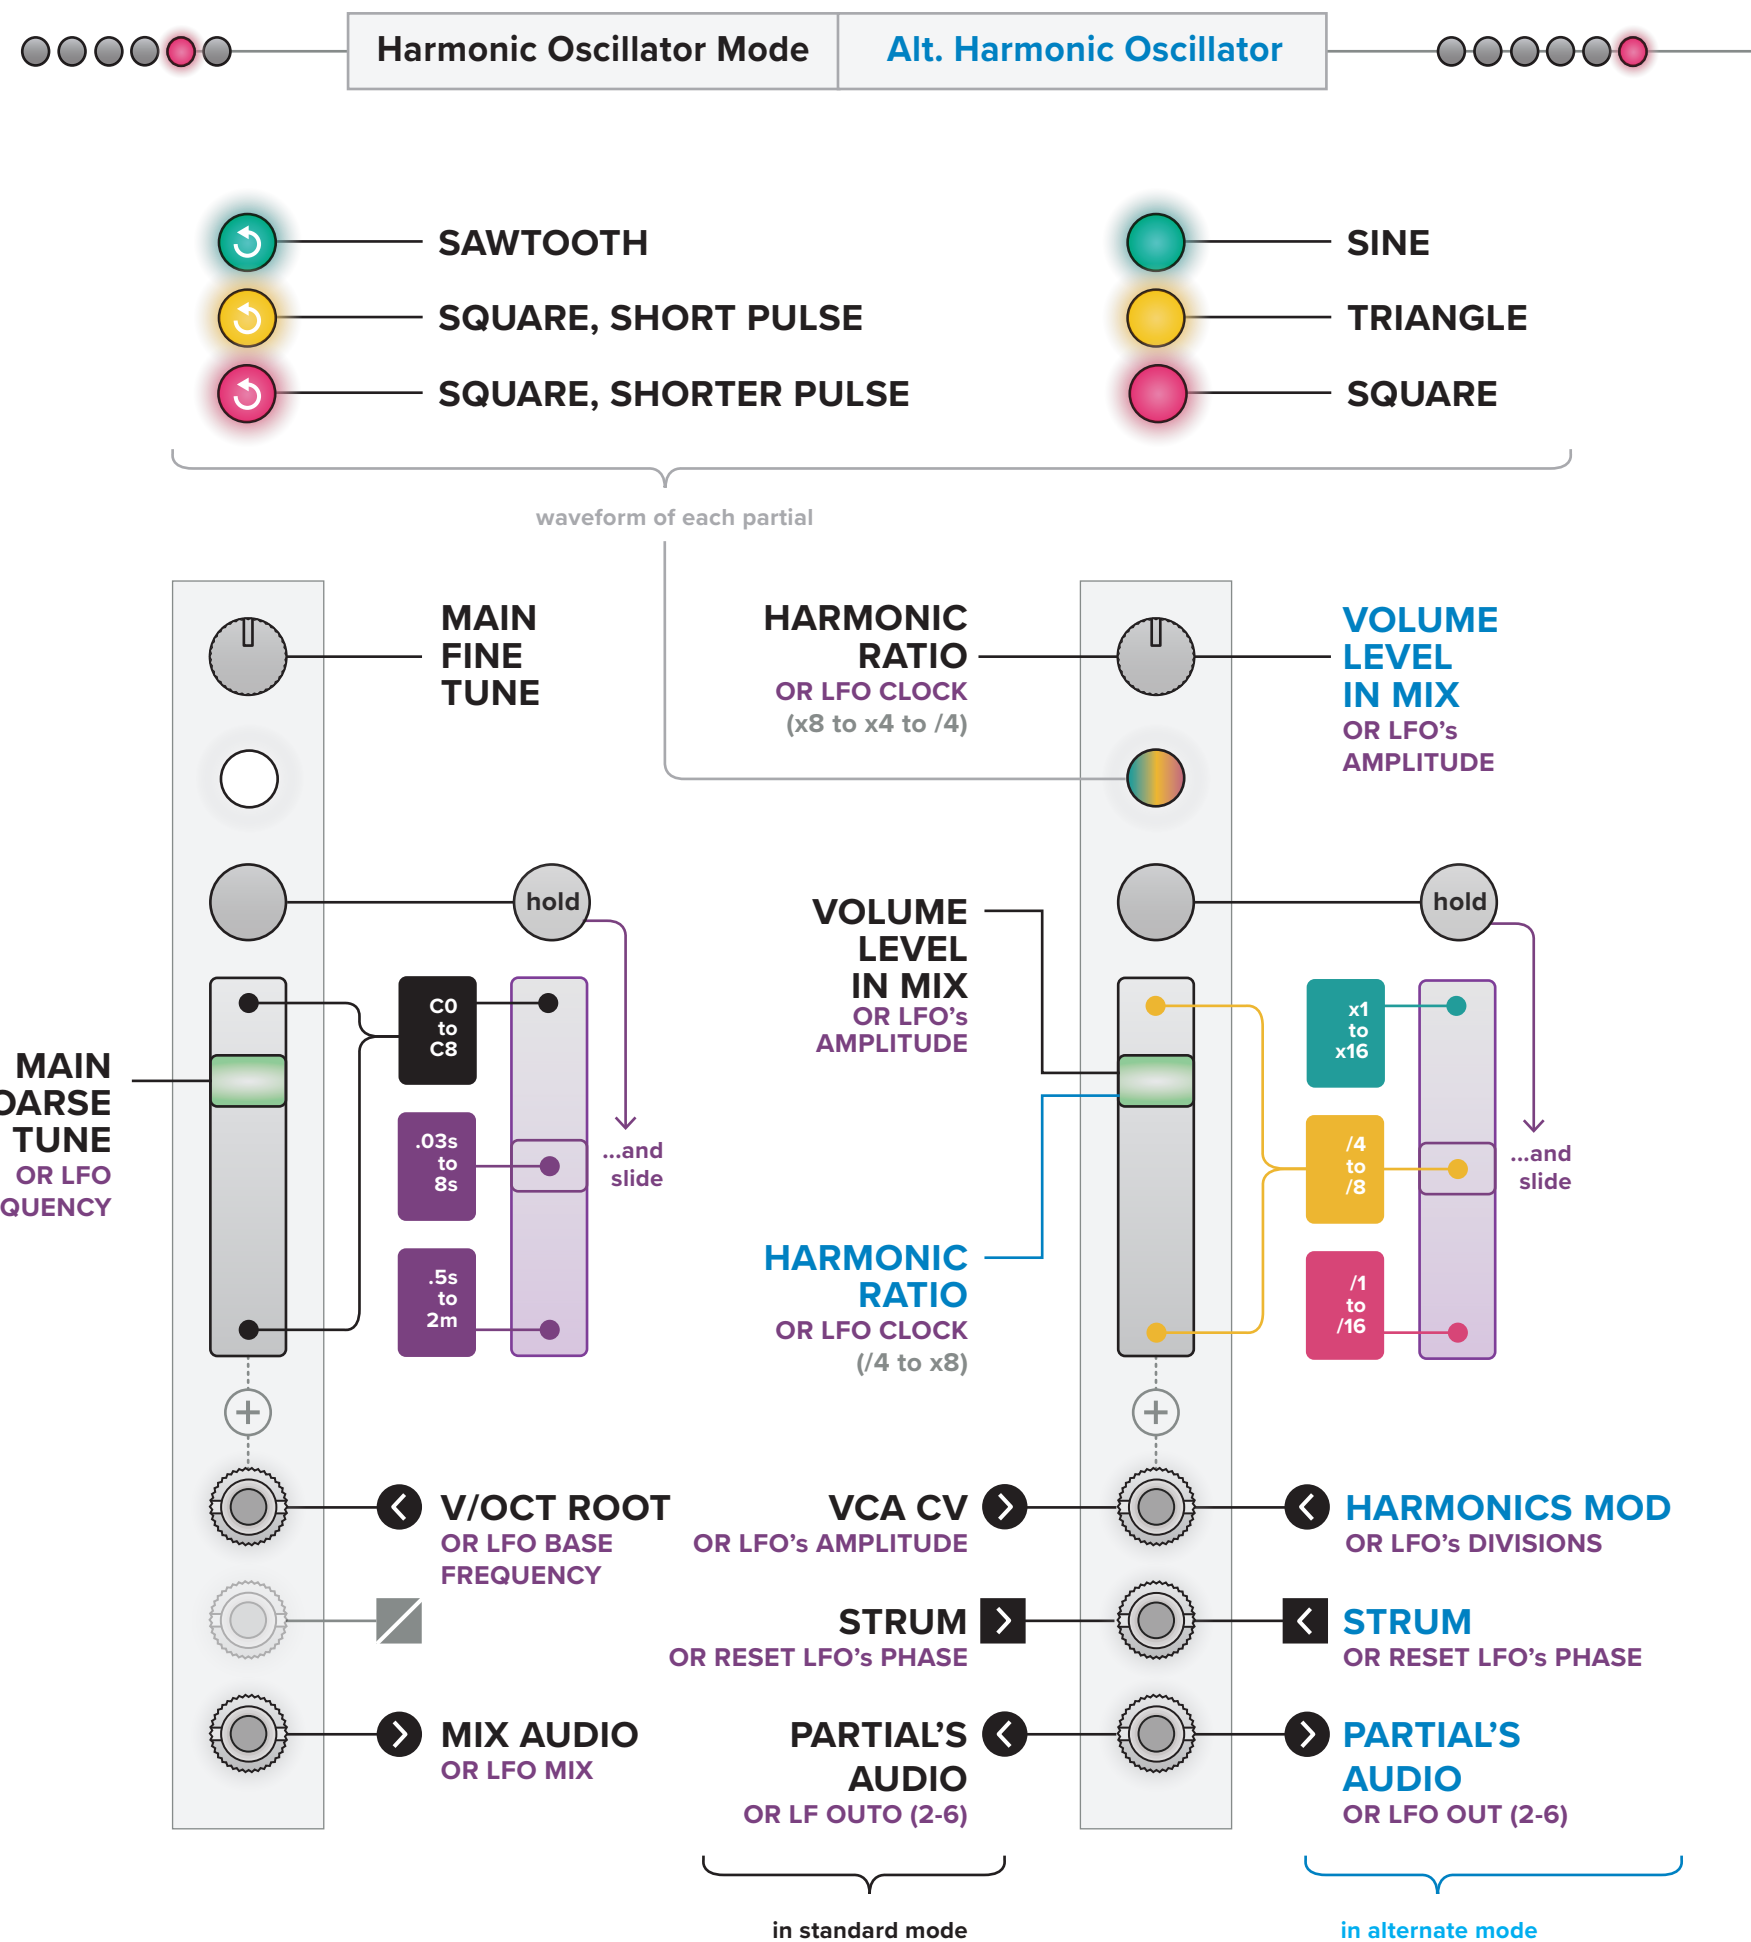 Harmonic Oscillator Mode
Alt. Harmonic Oscillator
SAWTOOTH
SINE
SQUARE, SHORT PULSE
TRIANGLE
SQUARE, SHORTER PULSE
SQUARE
waveform of each partial
MAIN
FINE
TUNE
HARMONIC
RATIO
OR LFO CLOCK
(x8 to x4 to /4)
VOLUME
LEVEL
IN MIX
OR LFO's
AMPLITUDE
hold
hold
VOLUME
LEVEL
IN MIX
OR LFO's
AMPLITUDE
MAIN
OARSE
TUNE
OR LFO
QUENCY
C0
to
C8
.03s
to
8s
.5s
to
2m
...and
slide
HARMONIC
RATIO
OR LFO CLOCK
(/4 to x8)
x1
to
x16
/4
to
/8
/1
to
/16
...and
slide
V/OCT ROOT
OR LFO BASE
FREQUENCY
VCA CV
OR LFO's AMPLITUDE
HARMONICS MOD
OR LFO's DIVISIONS
STRUM
OR RESET LFO's PHASE
STRUM
OR RESET LFO's PHASE
MIX AUDIO
OR LFO MIX
PARTIAL'S
AUDIO
OR LF OUTO (2-6)
PARTIAL'S
AUDIO
OR LFO OUT (2-6)
in standard mode
in alternate mode